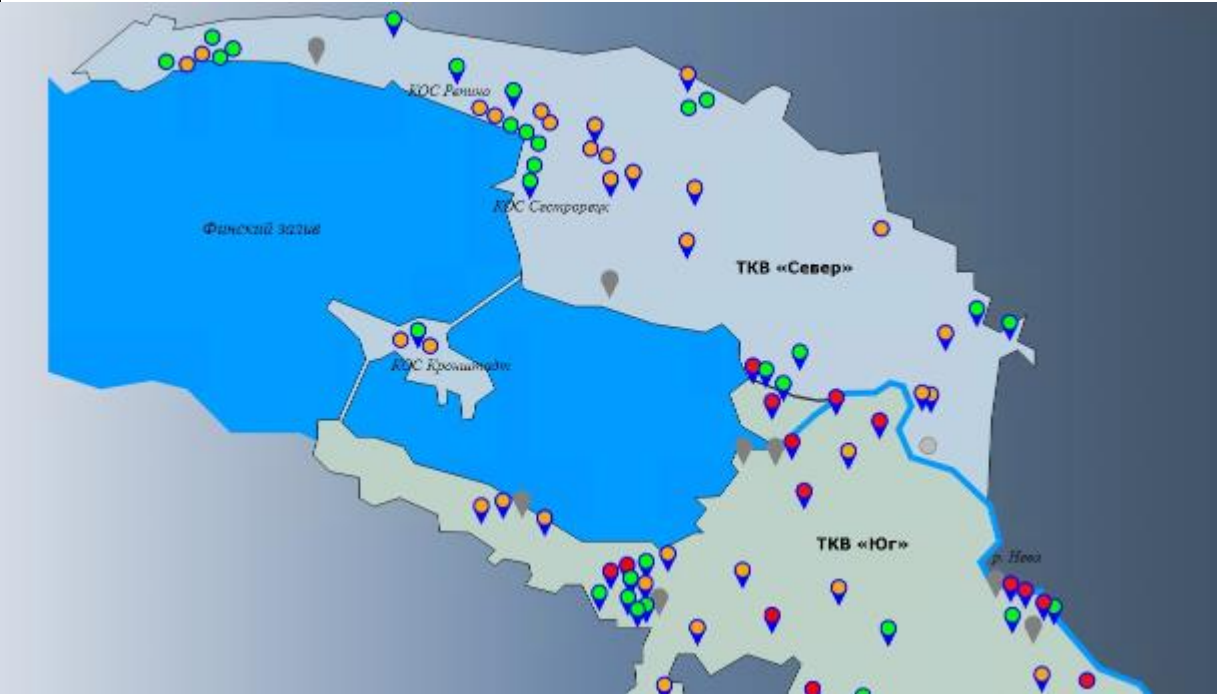 КОС Репино
КОС Сестрорецк
Финский залив
ТКВ «Север»
КОС Кронштадт
ТКВ «Юг»
р. Нева